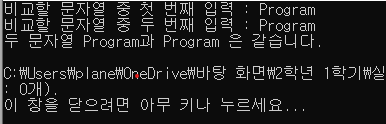 비교할 문자열 중 첫 번째 입력 : Program
비교할 문자열 중 두 번째 입력 : Program
두 문자열 Program과 Program 은 같습니다.
C:₩Users₩plane₩OneDrive₩바탕 화면₩2학년 1학기₩실
: 0개).
이 창을 닫으려면 아무 키나 누르세요...